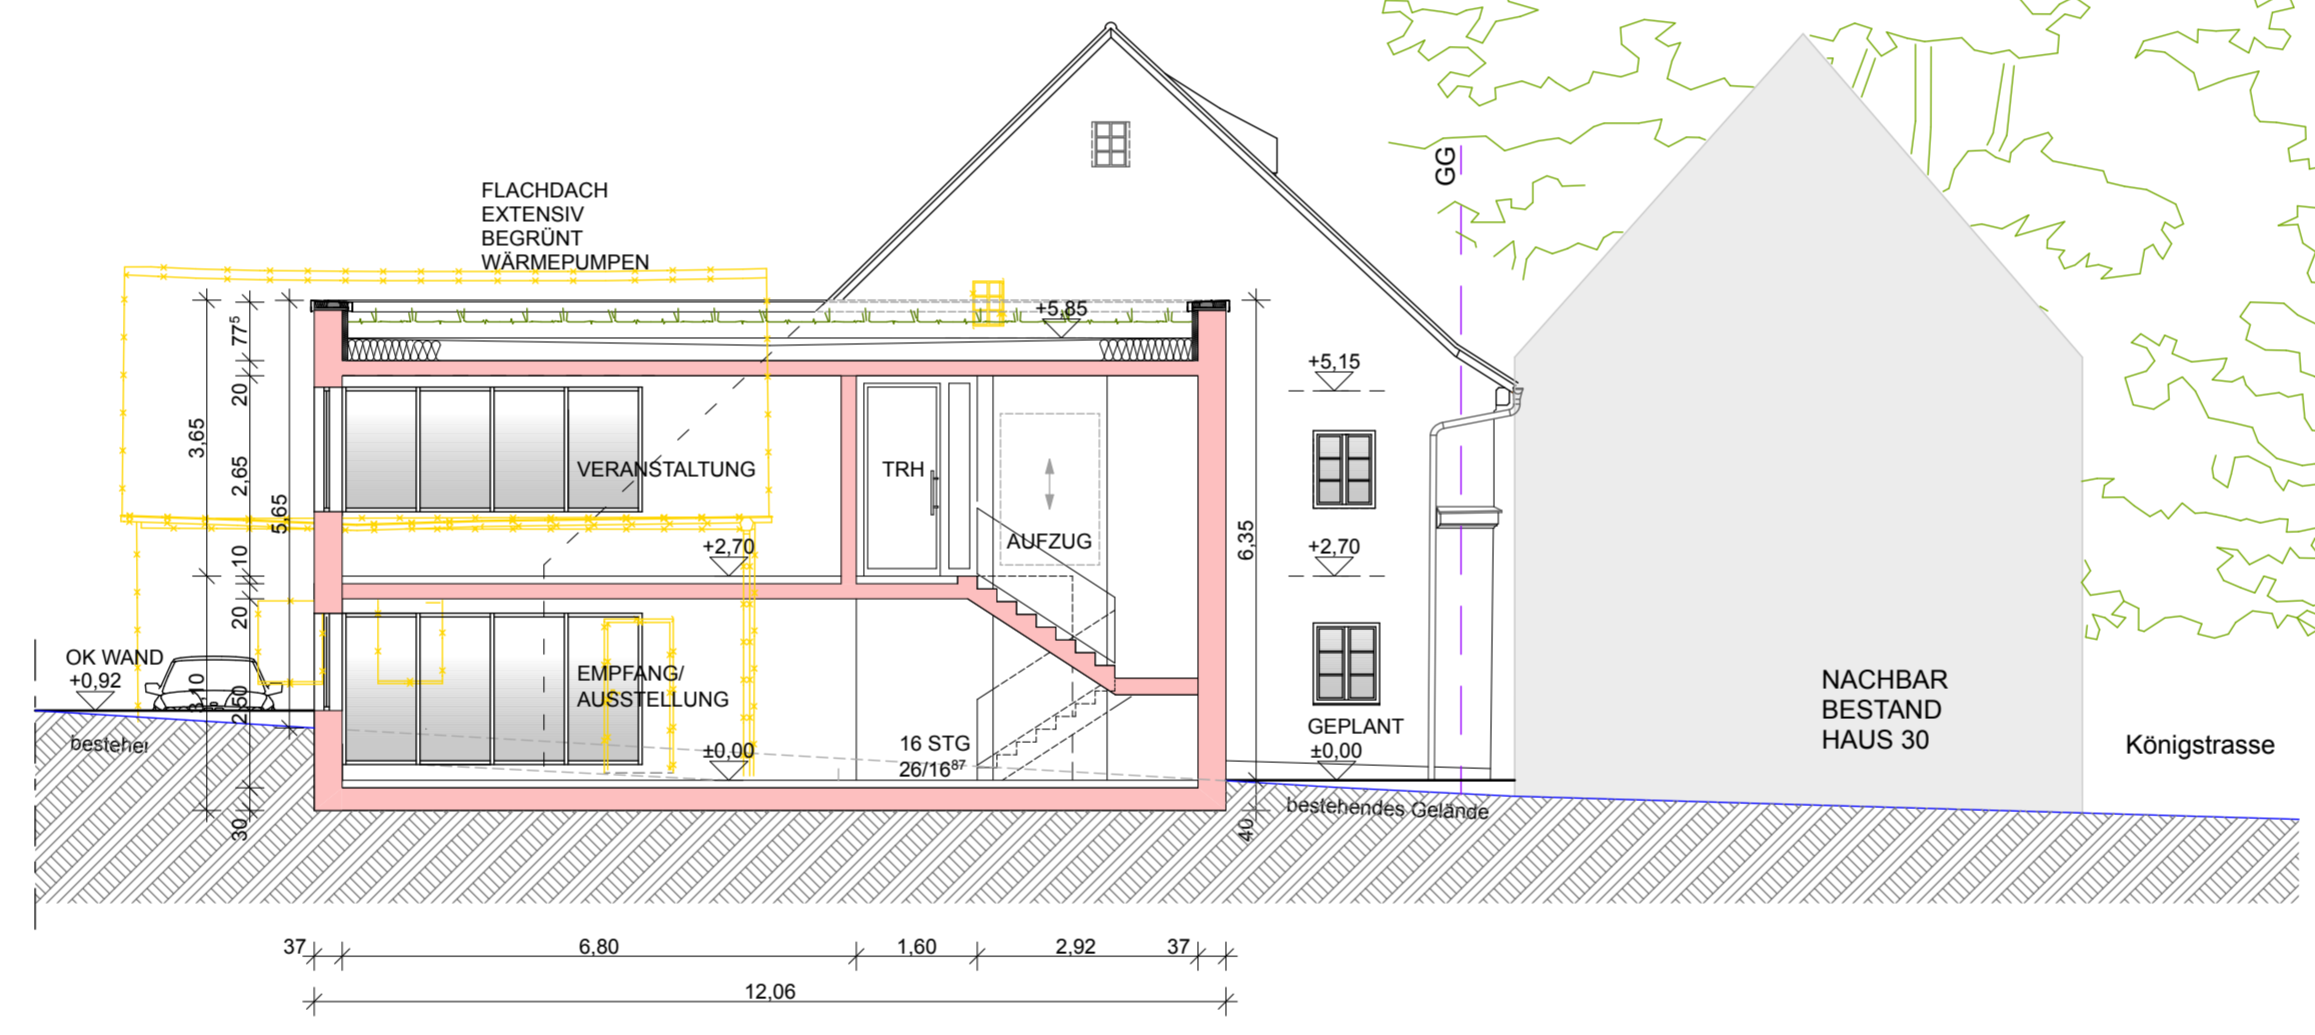 FLACHDACH
EXTENSIV
BEGRÜNT
WÄRMEPUMPEN
GG
+5,85
+5,15
77⁵
20
3,65
2,65
5,65
10
20
10
2,50
30
VERANSTALTUNG
TRH
AUFZUG
+2,70
+2,70
6,35
40
OK WAND
+0,92
besteher
EMPFANG/
AUSSTELLUNG
±0,00
16 STG
26/16⁸⁷
GEPLANT
±0,00
bestehendes Gelände
NACHBAR
BESTAND
HAUS 30
Königstrasse
37
6,80
1,60
2,92
37
12,06